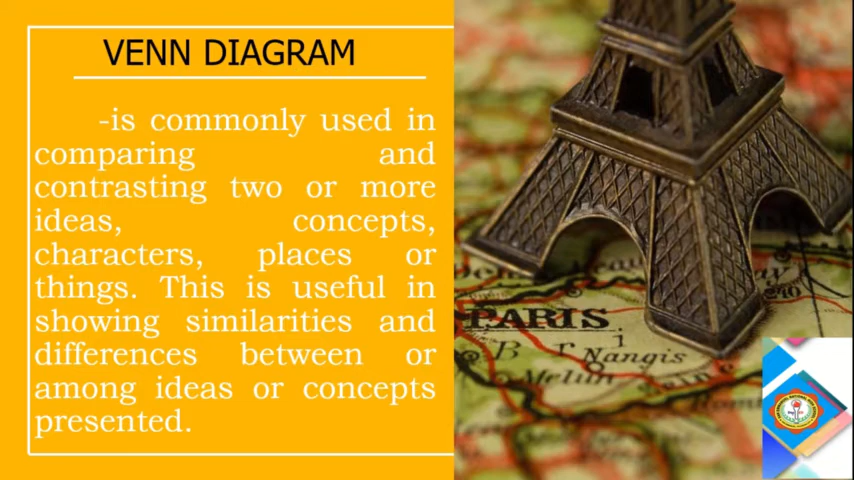 VENN DIAGRAM
-is commonly used in
comparing and
contrasting two or more
ideas, concepts,
characters, places or
things. This is useful in
showing similarities and
differences between or
among ideas or concepts
presented.
PARIS
B r i
Nangis
Melun